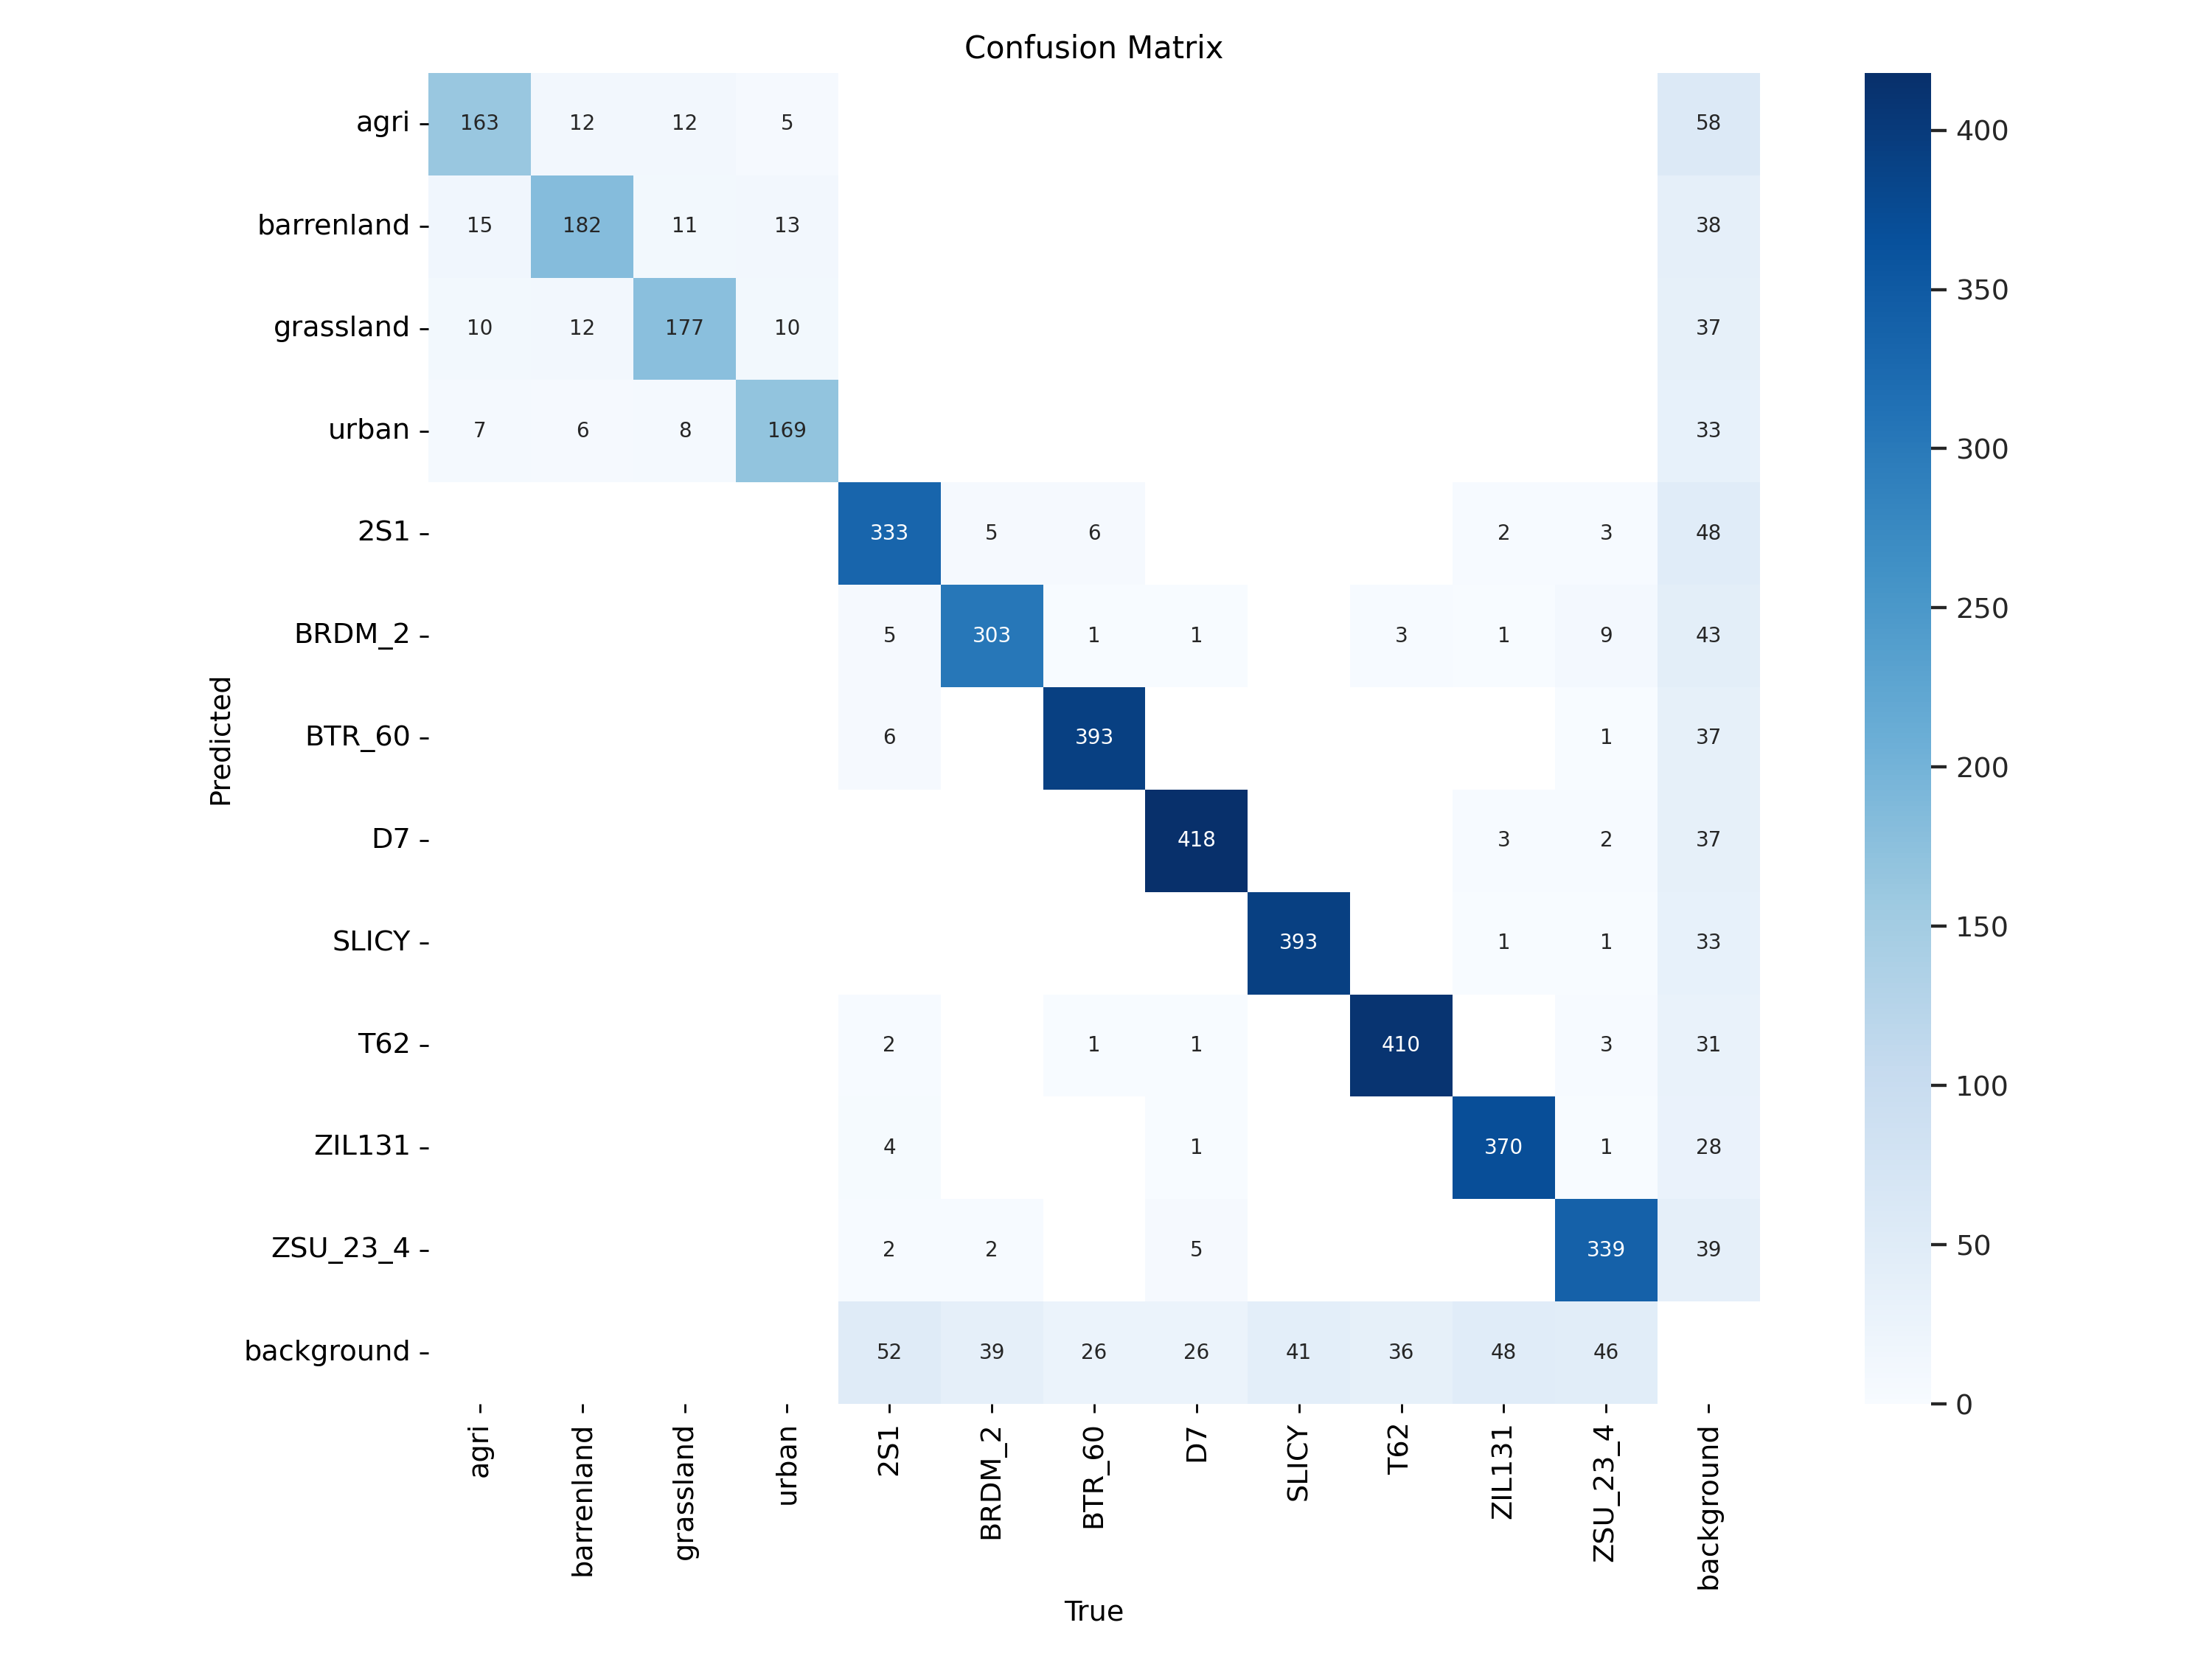 Confusion Matrix
agri 163 12 12 5 58
barrenland 15 182 11 13 38
grassland 10 12 177 10 37
urban 7 6 8 169 33
2S1 333 5 6 2 3 48
BRDM_2 5 303 1 1 3 1 9 43
BTR_60 6 393 1 37
D7 418 3 2 37
SLICY 393 1 1 33
T62 2 1 1 410 3 31
ZIL131 4 1 370 1 28
ZSU_23_4 2 2 5 339 39
background 52 39 26 26 41 36 48 46
Predicted
agri barrenland grassland urban 2S1 BRDM_2 BTR_60 D7 SLICY T62 ZIL131 ZSU_23_4 background
True
400
350
300
250
200
150
100
50
0